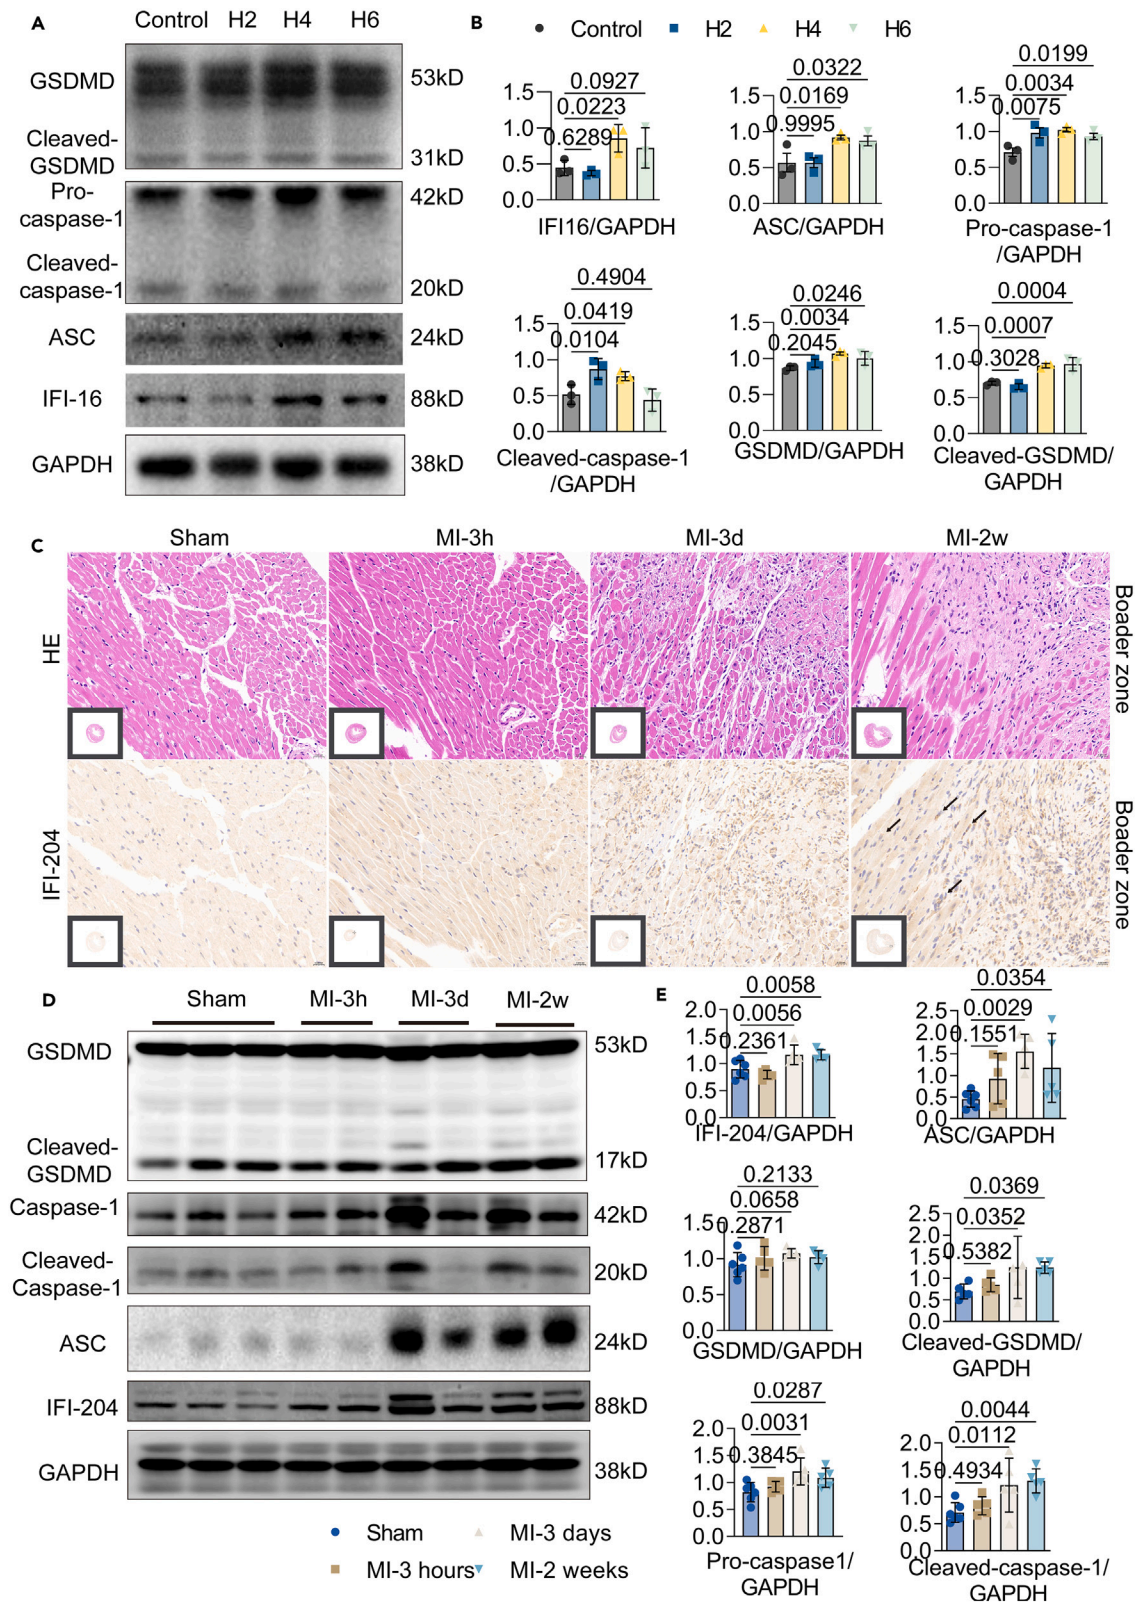 A
Control H2 H4 H6
GSDMD
53kD
Cleaved-
GSDMD
31kD
Pro-
caspase-1
42kD
Cleaved-
caspase-1
20kD
ASC
24kD
IFI-16
88kD
GAPDH
38kD
B
Control H2 H4 H6
0.0927
0.0223
0.6289
1.5
1.0
0.5
0.0
IFI16/GAPDH
0.0322
0.0169
0.9995
1.5
1.0
0.5
0.0
ASC/GAPDH
0.0199
0.0034
0.0075
1.5
1.0
0.5
0.0
Pro-caspase-1
/GAPDH
0.4904
0.0419
0.0104
1.5
1.0
0.5
0.0
Cleaved-caspase-1
/GAPDH
0.0246
0.0034
0.2045
1.5
1.0
0.5
0.0
GSDMD/GAPDH
0.0004
0.0007
0.3028
1.5
1.0
0.5
0.0
Cleaved-GSDMD/
GAPDH
C
Sham MI-3h MI-3d MI-2w
HE
Boader zone
IFI-204
Boader zone
D
Sham MI-3h MI-3d MI-2w
GSDMD
53kD
Cleaved-
GSDMD
17kD
Caspase-1
42kD
Cleaved-
Caspase-1
20kD
ASC
24kD
IFI-204
88kD
GAPDH
38kD
Sham MI-3 days
MI-3 hours MI-2 weeks
E
0.0058
0.0056
0.2361
2.0
1.5
1.0
0.5
0.0
IFI-204/GAPDH
0.0354
0.0029
0.1551
2.5
2.0
1.5
1.0
0.5
0.0
ASC/GAPDH
0.2133
0.0658
0.2871
1.5
1.0
0.5
0.0
GSDMD/GAPDH
0.0369
0.0352
0.5382
2.5
2.0
1.5
1.0
0.5
0.0
Cleaved-GSDMD/
GAPDH
0.0287
0.0031
0.3845
2.0
1.5
1.0
0.5
0.0
Pro-caspase1/
GAPDH
0.0044
0.0112
0.4934
2.0
1.5
1.0
0.5
0.0
Cleaved-caspase-1/
GAPDH